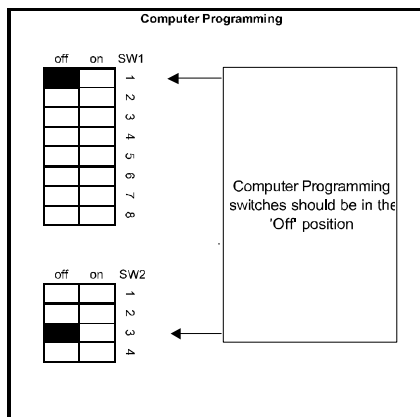 Computer Programming
off on SW1
1
2
3
4
5
6
7
8
Computer Programming
switches should be in the
'Off' position
off on SW2
1
2
3
4